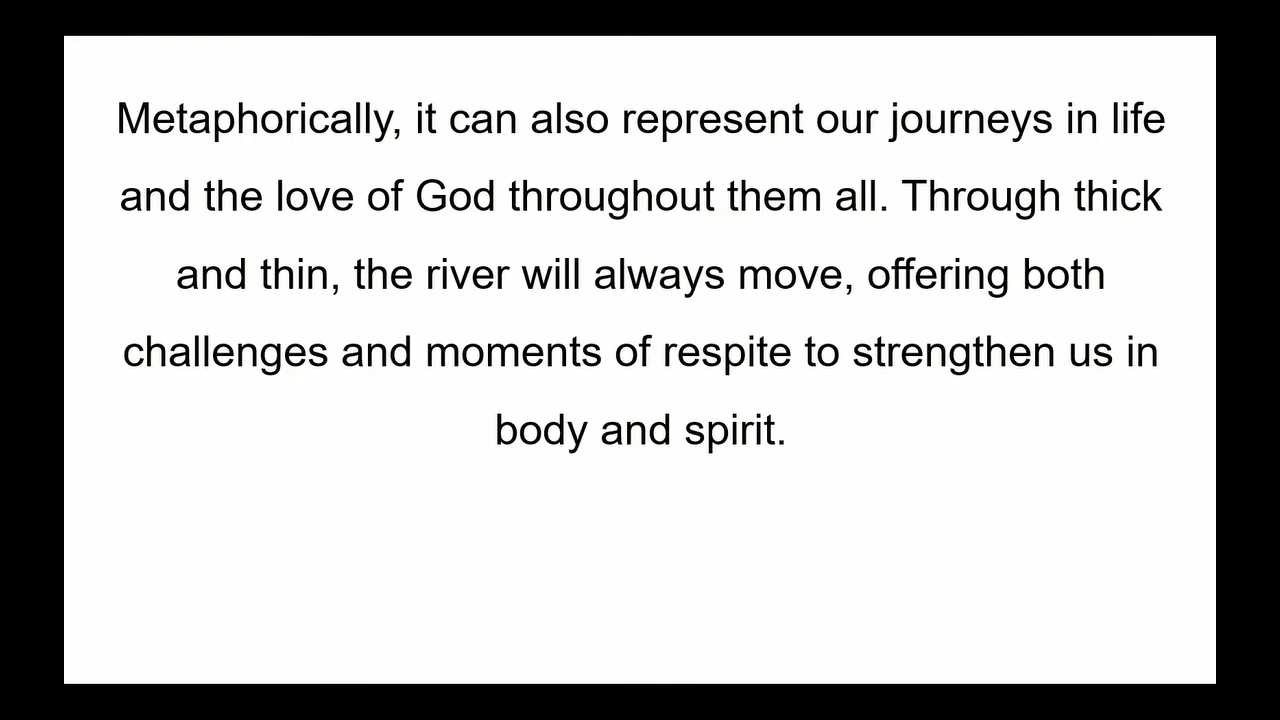 Metaphorically, it can also represent our journeys in life
and the love of God throughout them all. Through thick
and thin, the river will always move, offering both
challenges and moments of respite to strengthen us in
body and spirit.